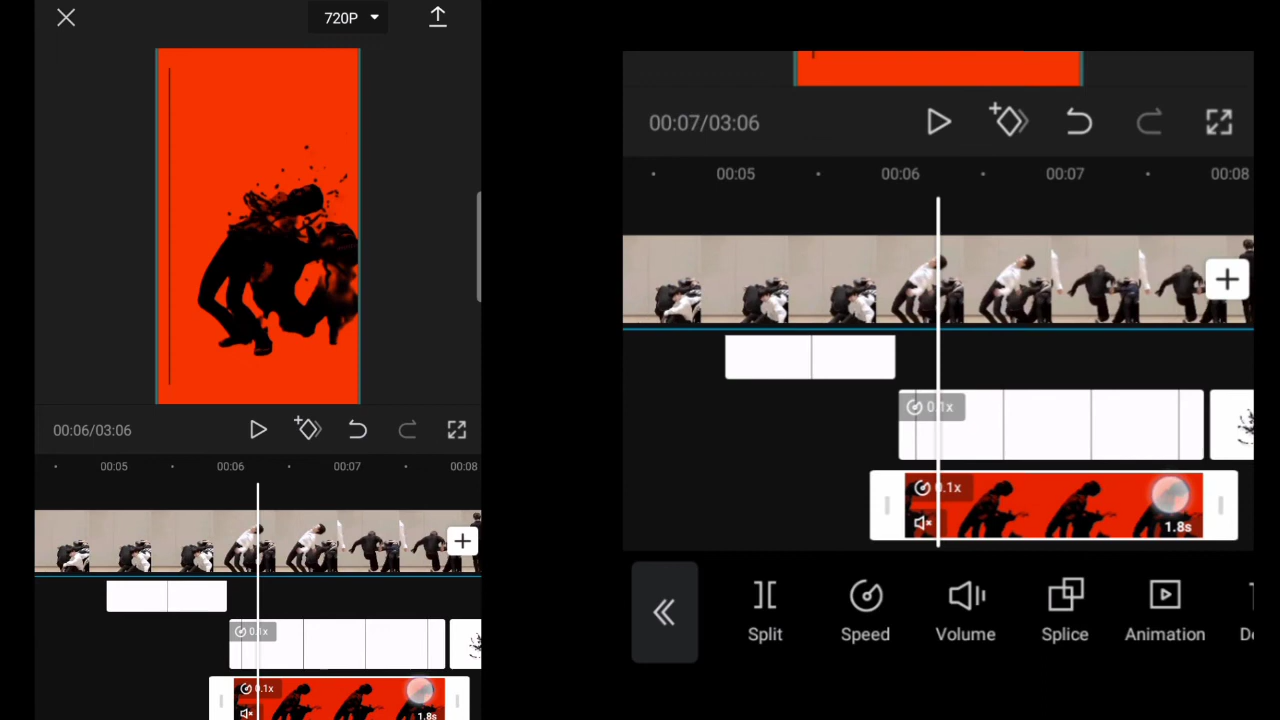 720P
00:06/03:06
00:05 00:06 00:07 00:08
0.1x
0.1x
1.8s
00:07/03:06
00:05 00:06 00:07 00:08
0.1x
0.1x
1.8s
Split Speed Volume Splice Animation De